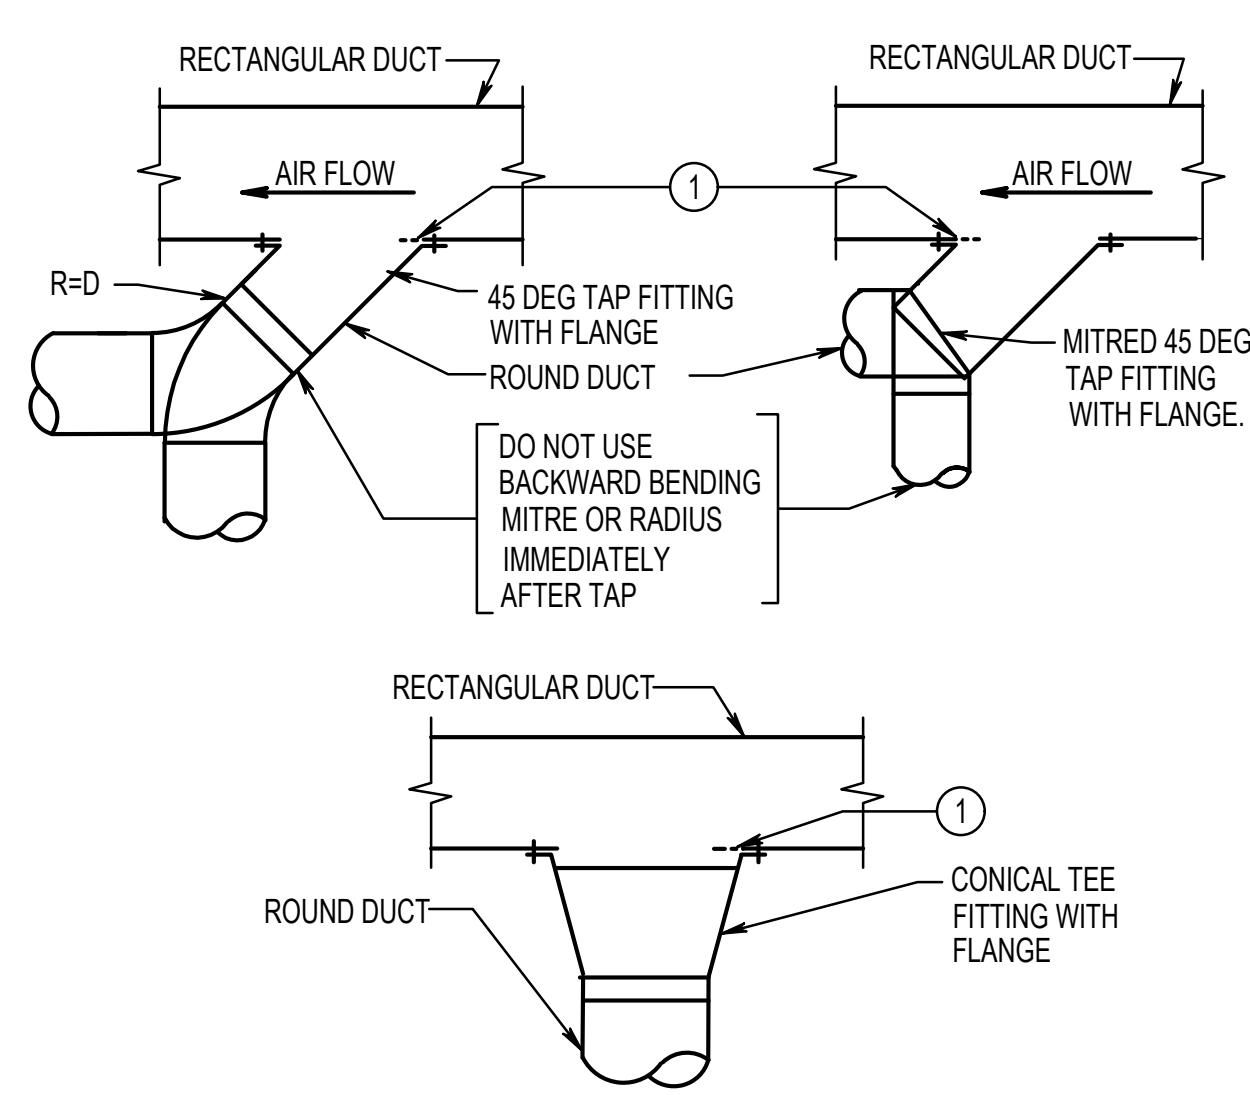 RECTANGULAR DUCT
RECTANGULAR DUCT
AIR FLOW
1
AIR FLOW
R=D
45 DEG TAP FITTING
WITH FLANGE
ROUND DUCT
MITRED 45 DEG
TAP FITTING
WITH FLANGE.
DO NOT USE
BACKWARD BENDING
MITRE OR RADIUS
IMMEDIATELY
AFTER TAP
RECTANGULAR DUCT
1
ROUND DUCT
CONICAL TEE
FITTING WITH
FLANGE